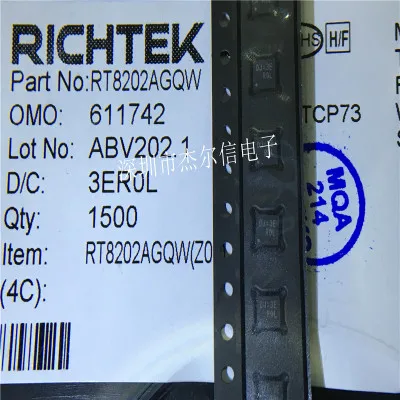 RICHTEK
HS H/F
Part No: RT8202AGQW
OMO: 611742
TCP73
Lot No: ABV202.1
深圳市杰尔信电子
D/C: 3ER0L
MQA
214
Qty: 1500
Item: RT8202AGQW(Z0
(4C):